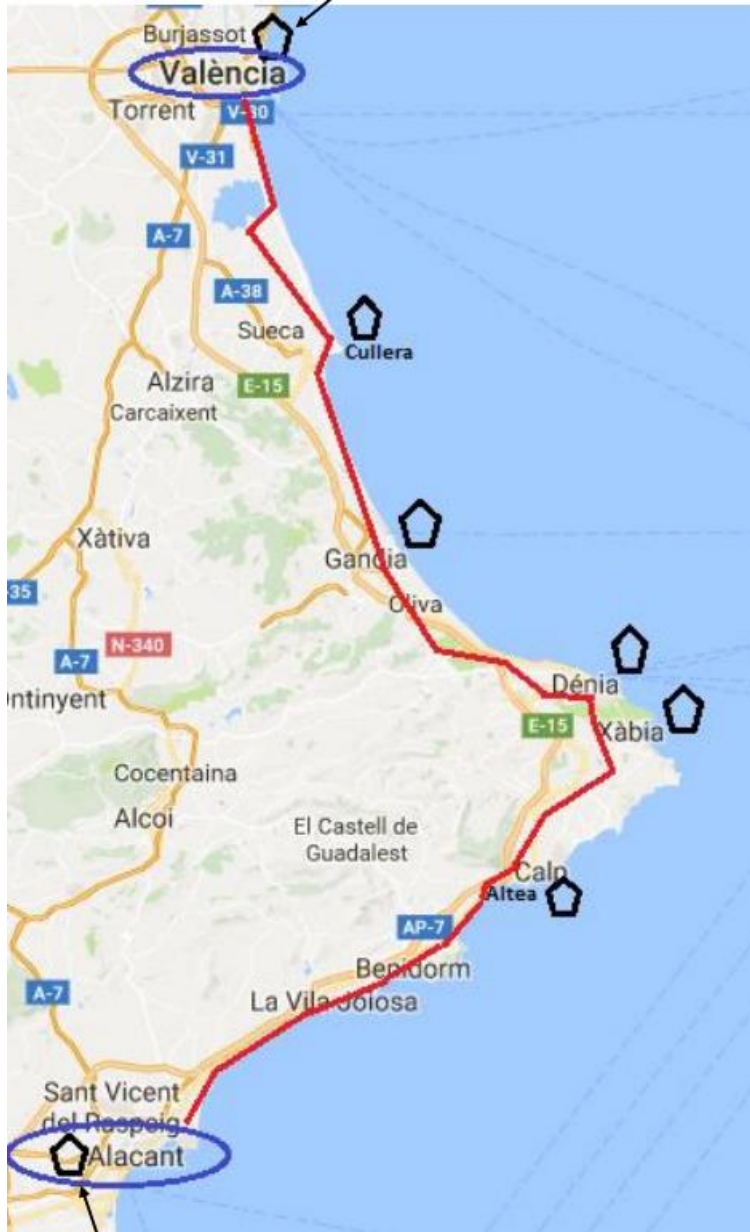 Burjassot
València
Torrent
V-30
V-31
A-7
A-38
Sueca
Cullera
Alzira
E-15
Carcaixent
Xàtiva
Gandia
Oliva
-35
N-340
A-7
Dénia
ntinyent
E-15
Xàbia
Cocentaina
Alcoi
El Castell de
Guadalest
Calp
Altea
AP-7
Benidorm
A-7
La Vila Joiosa
Sant Vicent
del Raspeig
Alacant